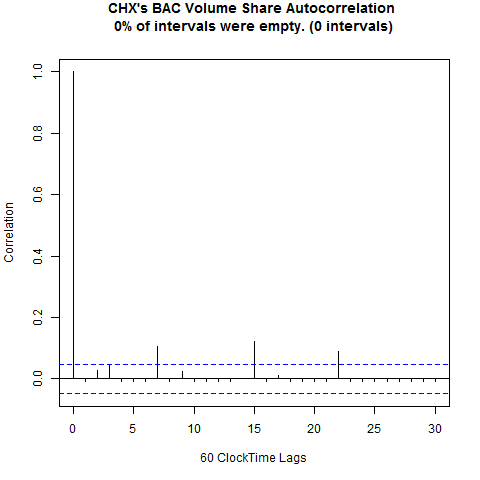 CHX's BAC Volume Share Autocorrelation
0% of intervals were empty. (0 intervals)
1.0
0.8
0.6
0.4
0.2
0.0
Correlation
0 5 10 15 20 25 30
60 ClockTime Lags